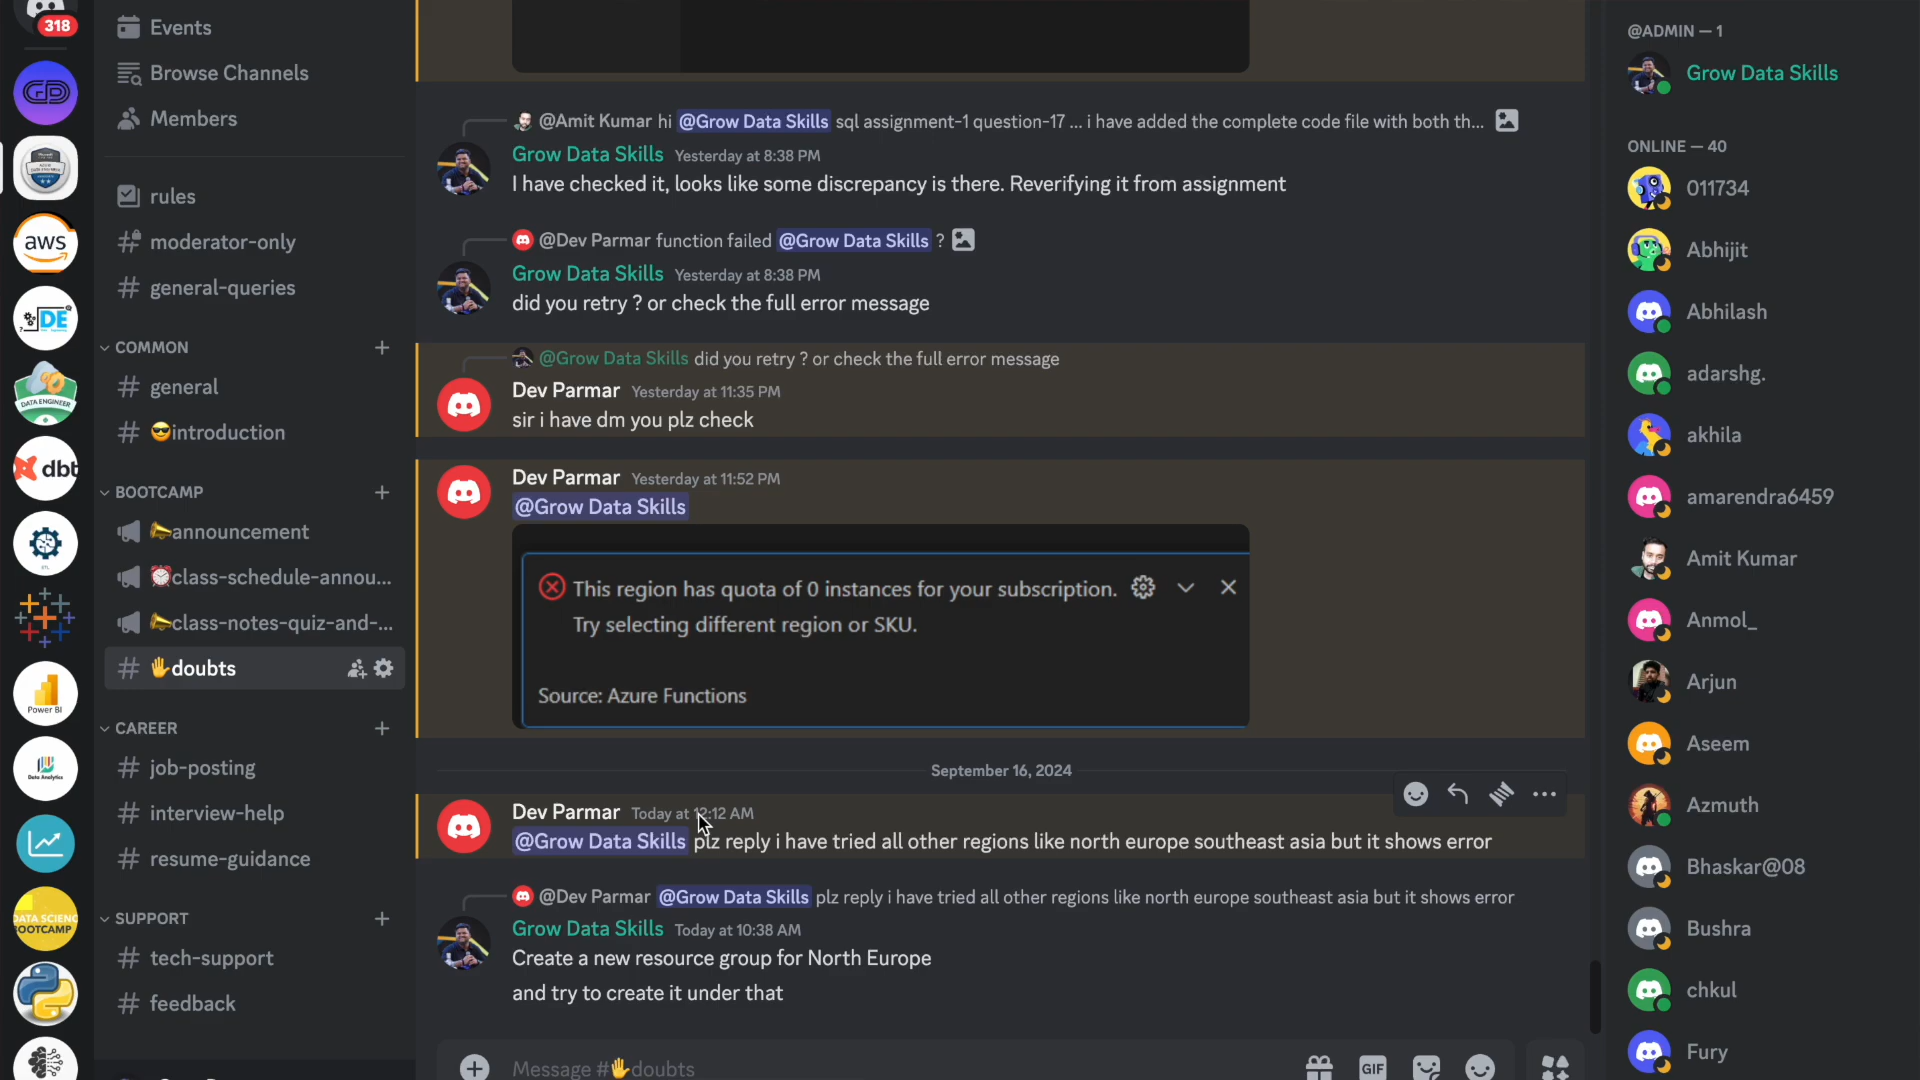 318
Events
Browse Channels
Members
rules
moderator-only
general-queries
COMMON
general
😎introduction
BOOTCAMP
📣announcement
⏰class-schedule-annou...
📣class-notes-quiz-and-...
✋doubts
CAREER
job-posting
interview-help
resume-guidance
SUPPORT
tech-support
feedback
aws
DE
DATA ENGINEER
dbt
ETL
Power BI
Data Analytics
DATA SCIENC
BOOTCAMP
@Amit Kumar hi @Grow Data Skills sql assignment-1 question-17 ... i have added the complete code file with both th...
Grow Data Skills Yesterday at 8:38 PM
I have checked it, looks like some discrepancy is there. Reverifying it from assignment
@Dev Parmar function failed @Grow Data Skills ?
Grow Data Skills Yesterday at 8:38 PM
did you retry ? or check the full error message
@Grow Data Skills did you retry ? or check the full error message
Dev Parmar Yesterday at 11:35 PM
sir i have dm you plz check
Dev Parmar Yesterday at 11:52 PM
@Grow Data Skills
This region has quota of 0 instances for your subscription.
Try selecting different region or SKU.
Source: Azure Functions
September 16, 2024
Dev Parmar Today at 12:12 AM
@Grow Data Skills plz reply i have tried all other regions like north europe southeast asia but it shows error
@Dev Parmar @Grow Data Skills plz reply i have tried all other regions like north europe southeast asia but it shows error
Grow Data Skills Today at 10:38 AM
Create a new resource group for North Europe
and try to create it under that
Message #✋doubts
GIF
@ADMIN — 1
Grow Data Skills
ONLINE — 40
011734
Abhijit
Abhilash
adarshg.
akhila
amarendra6459
Amit Kumar
Anmol_
Arjun
Aseem
Azmuth
Bhaskar@08
Bushra
chkul
Fury